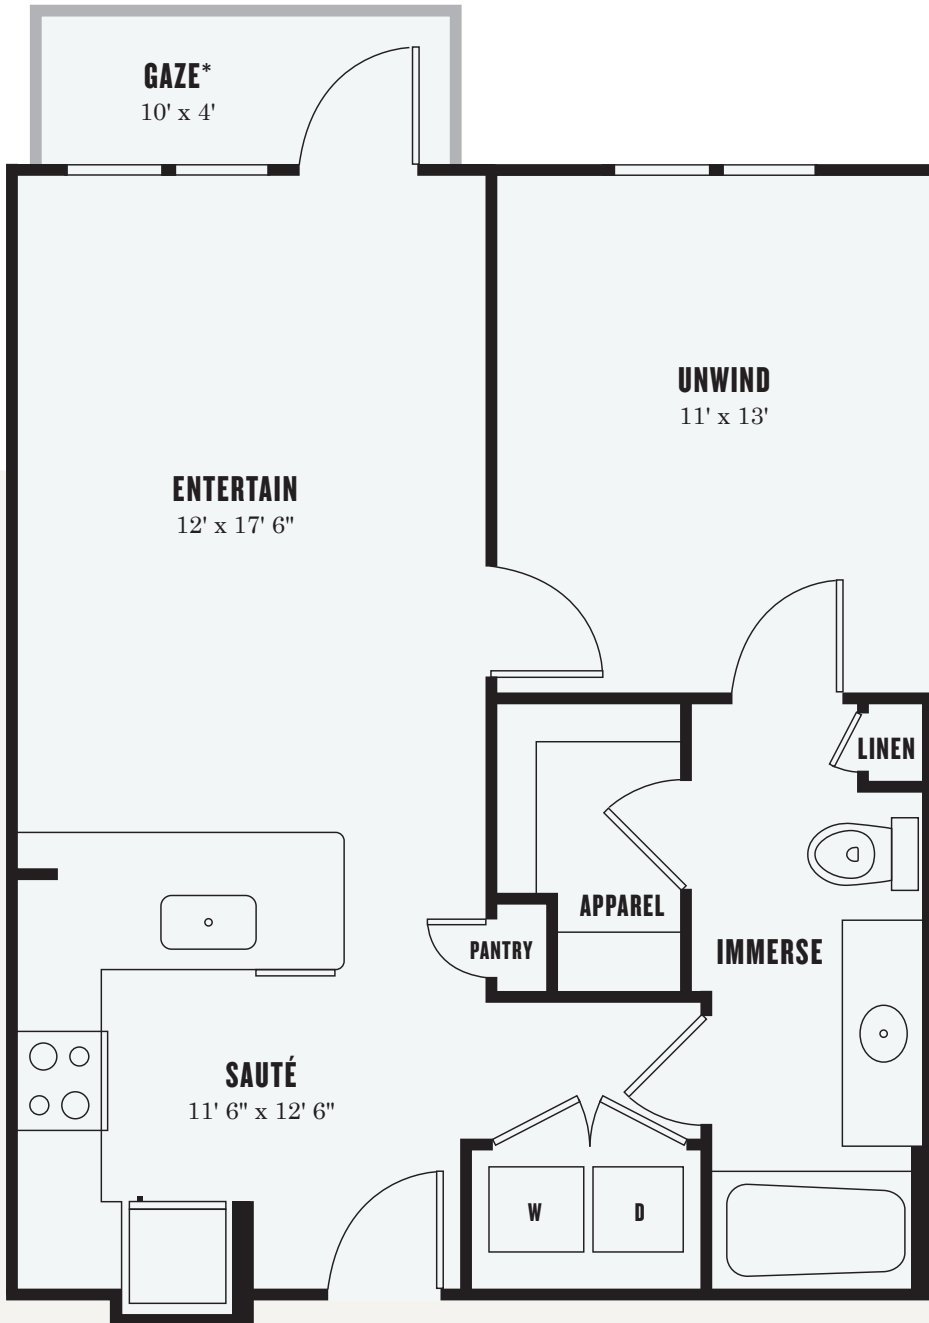 GAZE*
10' x 4'
UNWIND
11' x 13'
ENTERTAIN
12' x 17' 6"
LINEN
APPAREL
PANTRY
IMMERSE
SAUTÉ
11' 6" x 12' 6"
W
D